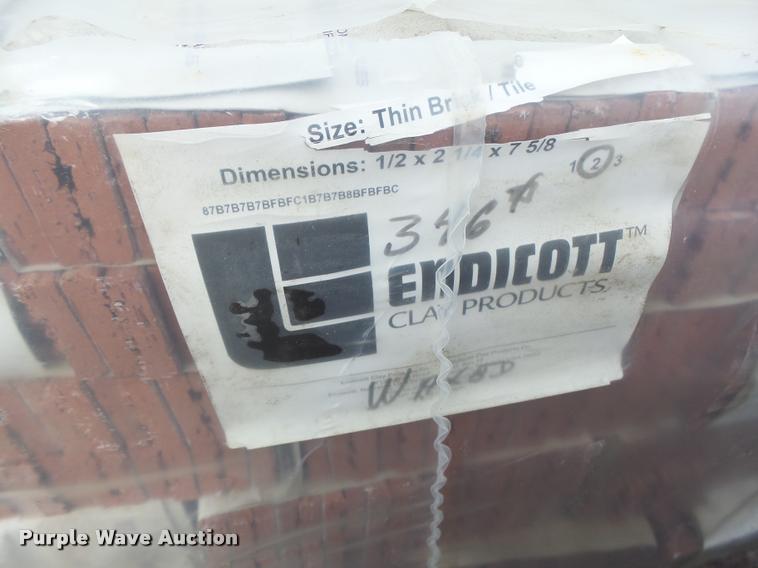 Size: Thin Brick / Tile
Dimensions: 1/2 x 2 1/4 x 7 5/8
1 2 3
87B7B7B7BFBFC1B7B7B8BFBFBC
ENDICOTT™
CLAY PRODUCTS
Purple Wave Auction®